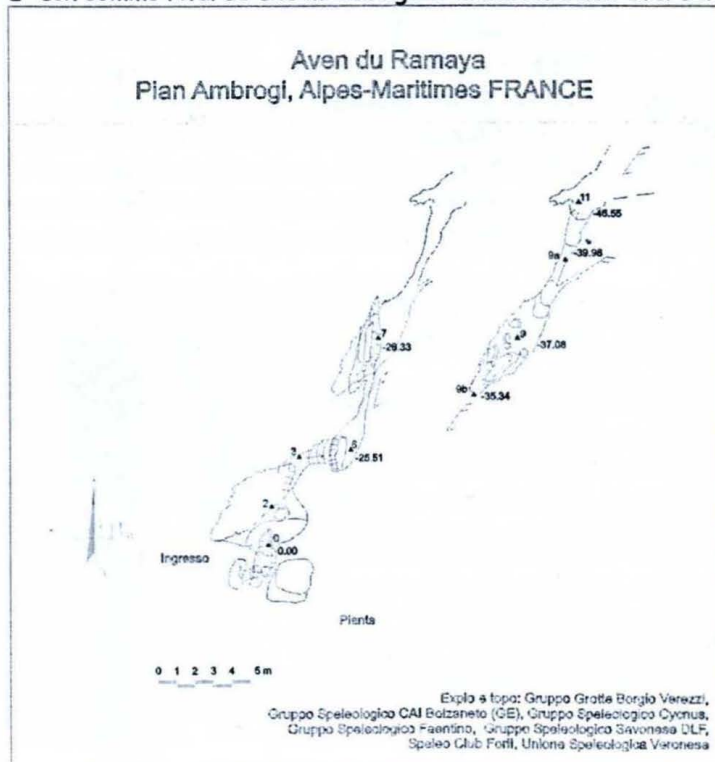 Aven du Ramaya
Pian Ambrogi, Alpes-Maritimes FRANCE
11
-46.55
-39.98
9a
7
-29.33
9
-37.08
9b
-35.34
3
-25.51
2
0
0.00
Ingresso
Pianta
0 1 2 3 4 5 m
Explo e topo: Gruppo Grotte Borgio Verezzi,
Gruppo Speleologico CAI Bolzaneto (GE), Gruppo Speleologico Cycnus,
Gruppo Speleologico Faentino, Gruppo Speleologico Savonese DLF,
Speleo Club Forlì, Unione Speleologica Veronese